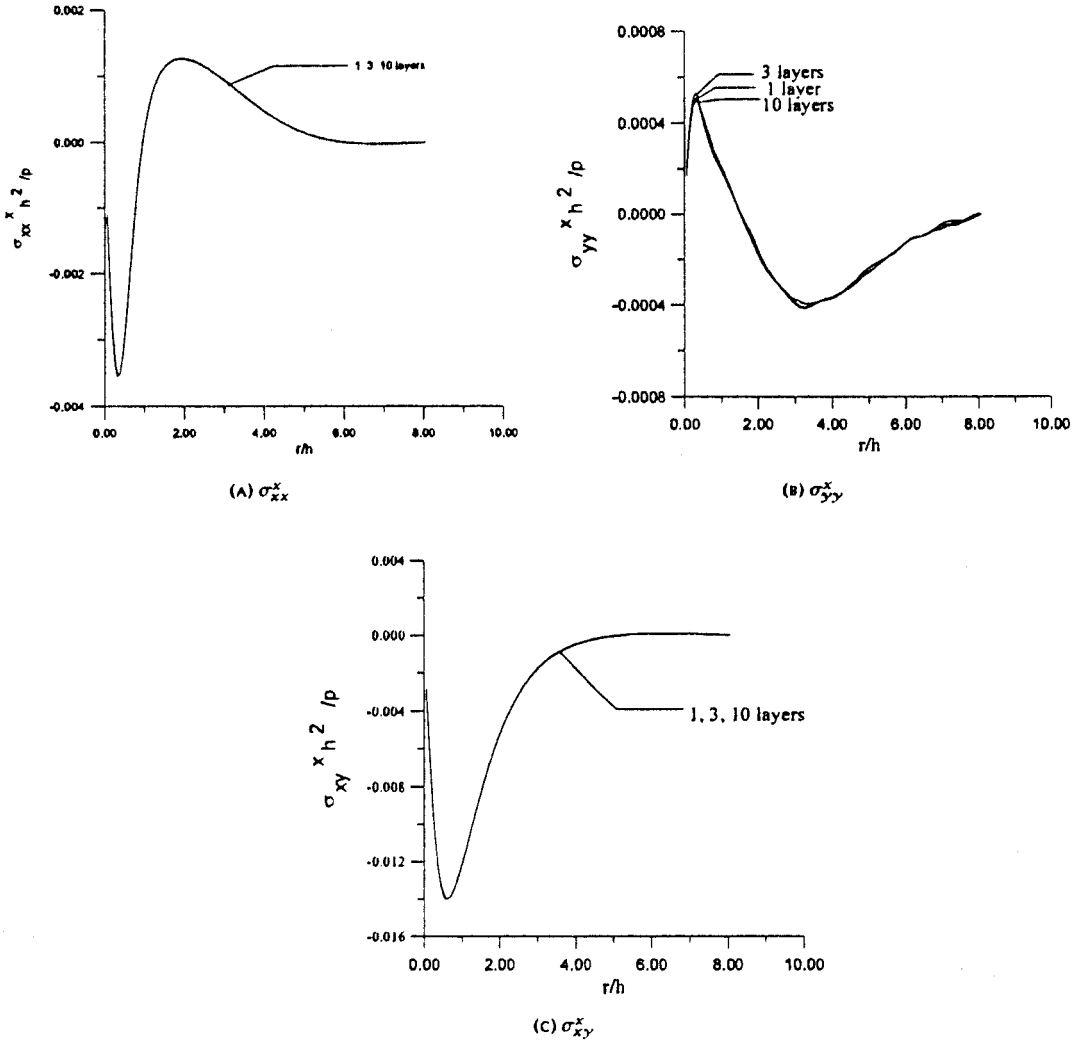 0.002
0.000
-0.002
-0.004
σxx^x h^2 /p
1 3 10 layers
0.00 2.00 4.00 6.00 8.00 10.00
r/h
(A) σ^x_xx
0.0008
0.0004
0.0000
-0.0004
-0.0008
σyy^x h^2 /p
3 layers
1 layer
10 layers
0.00 2.00 4.00 6.00 8.00 10.00
r/h
(B) σ^x_yy
0.004
0.000
-0.004
-0.008
-0.012
-0.016
σxy^x h^2 /p
1, 3, 10 layers
0.00 2.00 4.00 6.00 8.00 10.00
r/h
(C) σ^x_xy